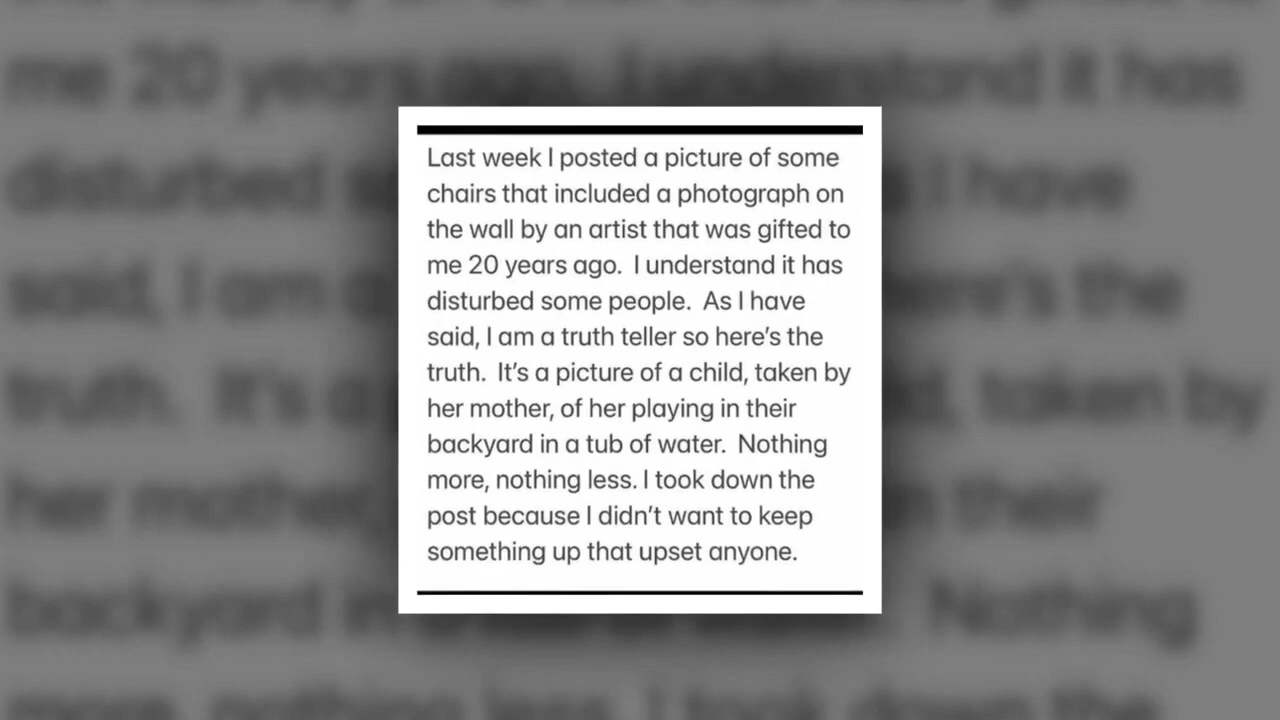 Last week I posted a picture of some
chairs that included a photograph on
the wall by an artist that was gifted to
me 20 years ago.  I understand it has
disturbed some people.  As I have
said, I am a truth teller so here's the
truth.  It's a picture of a child, taken by
her mother, of her playing in their
backyard in a tub of water.  Nothing
more, nothing less. I took down the
post because I didn't want to keep
something up that upset anyone.